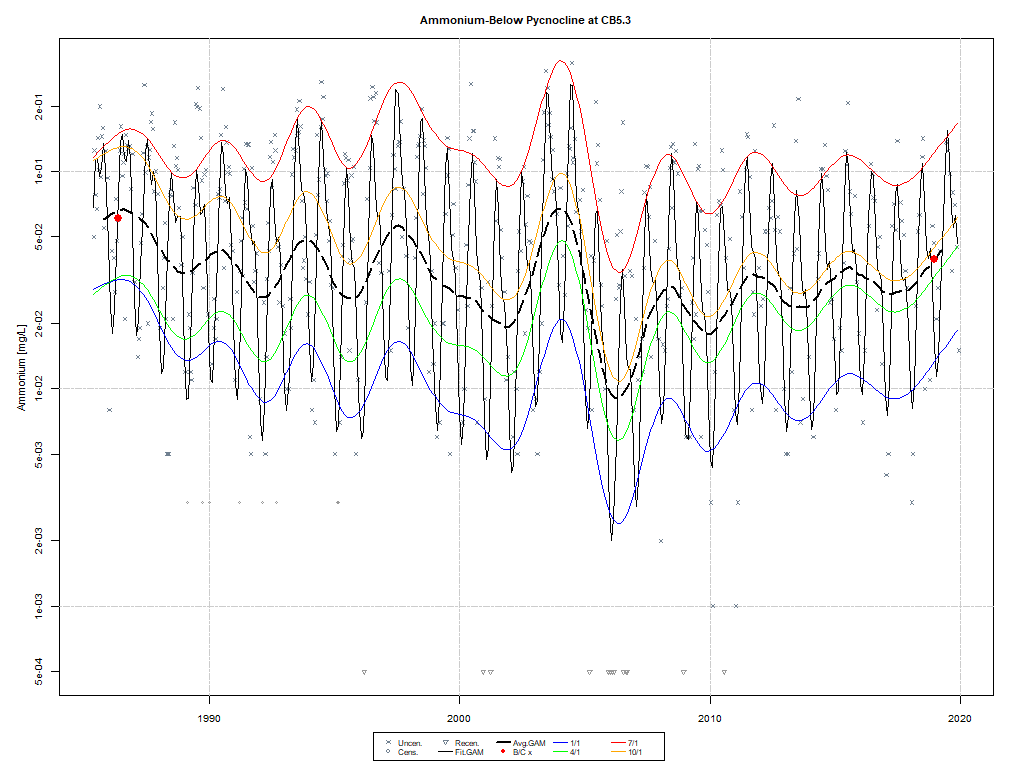 Ammonium-Below Pycnocline at CB5.3
Ammonium [mg/L]
2e-01
1e-01
5e-02
2e-02
1e-02
5e-03
2e-03
1e-03
5e-04
1990 2000 2010 2020
Uncen. Recen. Avg.GAM 1/1 7/1
Cens. Fit.GAM B/C x 4/1 10/1